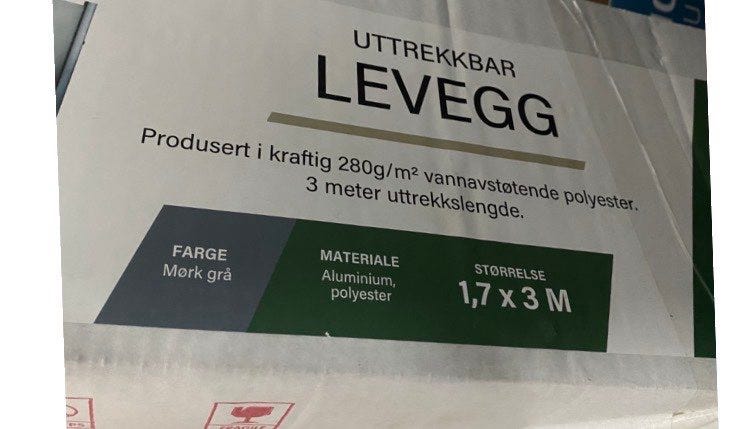 UTTREKKBAR
LEVEGG
Produsert i kraftig 280g/m² vannavstøtende polyester.
3 meter uttrekkslengde.
FARGE
Mørk grå
MATERIALE
Aluminium,
polyester
STØRRELSE
1,7 x 3 M
FRAGILE